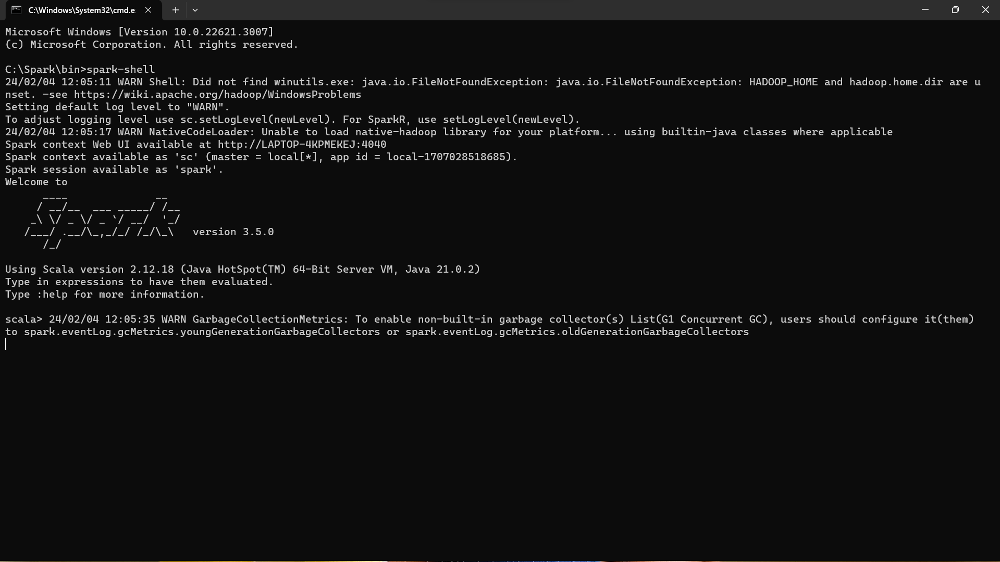 C:\Windows\System32\cmd.e
Microsoft Windows [Version 10.0.22621.3007]
(c) Microsoft Corporation. All rights reserved.
C:\Spark\bin>spark-shell
24/02/04 12:05:11 WARN Shell: Did not find winutils.exe: java.io.FileNotFoundException: java.io.FileNotFoundException: HADOOP_HOME and hadoop.home.dir are u
nset. -see https://wiki.apache.org/hadoop/WindowsProblems
Setting default log level to "WARN".
To adjust logging level use sc.setLogLevel(newLevel). For SparkR, use setLogLevel(newLevel).
24/02/04 12:05:17 WARN NativeCodeLoader: Unable to load native-hadoop library for your platform... using builtin-java classes where applicable
Spark context Web UI available at http://LAPTOP-4KPMEKEJ:4040
Spark context available as 'sc' (master = local[*], app id = local-1707028518685).
Spark session available as 'spark'.
Welcome to
      ____              __
     / __/__  ___ _____/ /__
    _\ \/ _ \/ _ `/ __/  '_/
   /___/ .__/\_,_/_/ /_/\_\   version 3.5.0
      /_/
Using Scala version 2.12.18 (Java HotSpot(TM) 64-Bit Server VM, Java 21.0.2)
Type in expressions to have them evaluated.
Type :help for more information.
scala> 24/02/04 12:05:35 WARN GarbageCollectionMetrics: To enable non-built-in garbage collector(s) List(G1 Concurrent GC), users should configure it(them)
to spark.eventLog.gcMetrics.youngGenerationGarbageCollectors or spark.eventLog.gcMetrics.oldGenerationGarbageCollectors